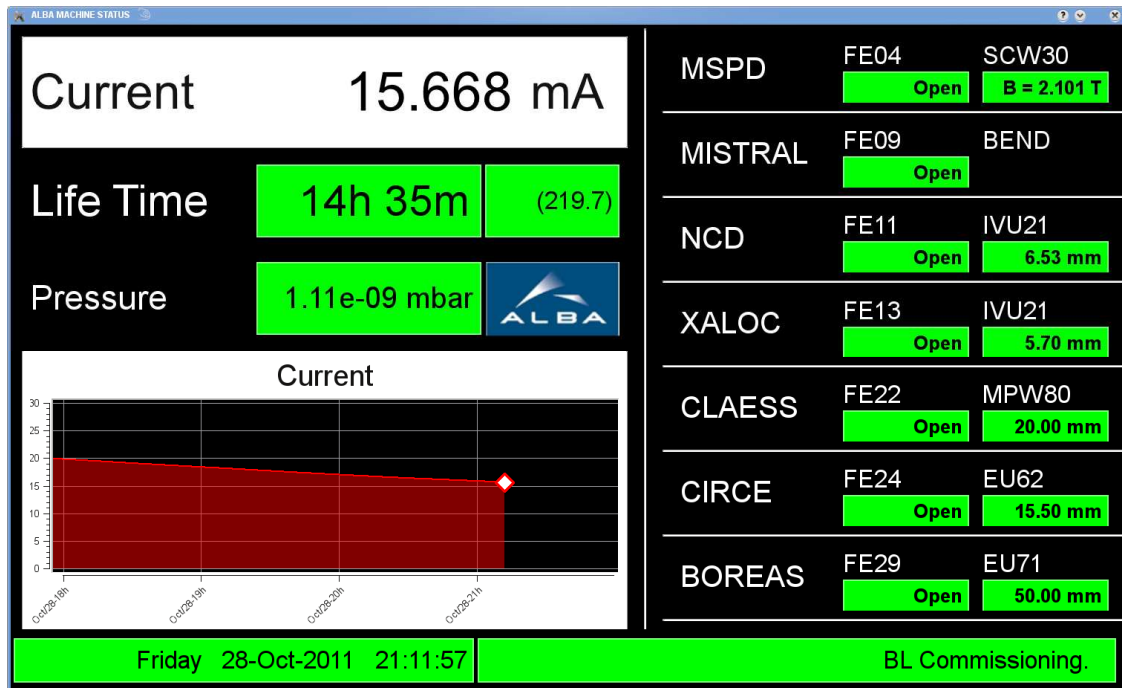 ALBA MACHINE STATUS
Current 15.668 mA
Life Time 14h 35m (219.7)
Pressure 1.11e-09 mbar
ALBA
Current
30
25
20
15
10
5
0
Oct/28-18h Oct/28-19h Oct/28-20h Oct/28-21h
MSPD FE04 SCW30
Open B = 2.101 T
MISTRAL FE09 BEND
Open
NCD FE11 IVU21
Open 6.53 mm
XALOC FE13 IVU21
Open 5.70 mm
CLAESS FE22 MPW80
Open 20.00 mm
CIRCE FE24 EU62
Open 15.50 mm
BOREAS FE29 EU71
Open 50.00 mm
Friday 28-Oct-2011 21:11:57 BL Commissioning.